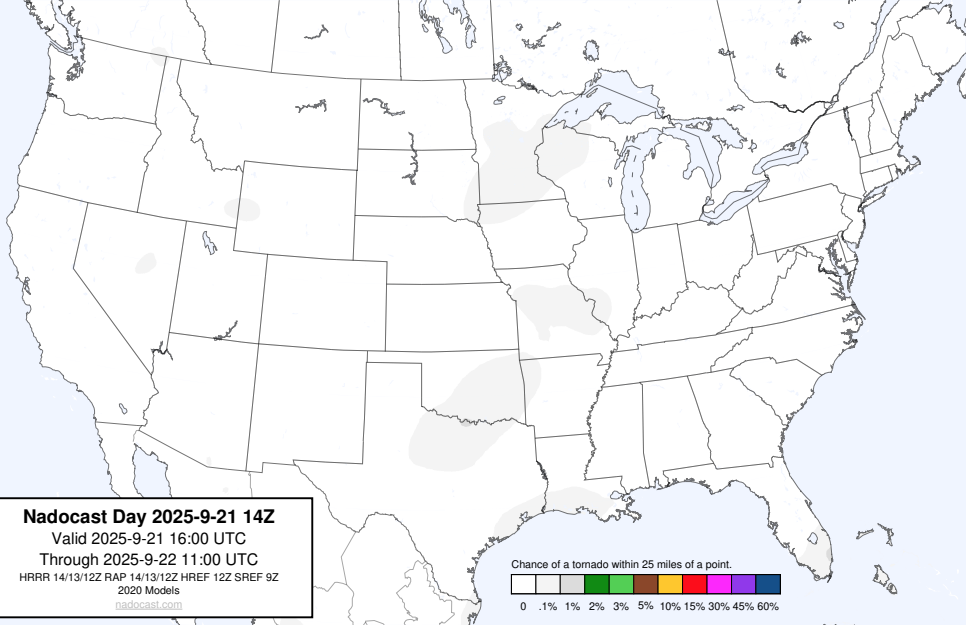 Nadocast Day 2025-9-21 14Z
Valid 2025-9-21 16:00 UTC
Through 2025-9-22 11:00 UTC
HRRR 14/13/12Z RAP 14/13/12Z HREF 12Z SREF 9Z
2020 Models
nadocast.com
Chance of a tornado within 25 miles of a point.
0 .1% 1% 2% 3% 5% 10% 15% 30% 45% 60%